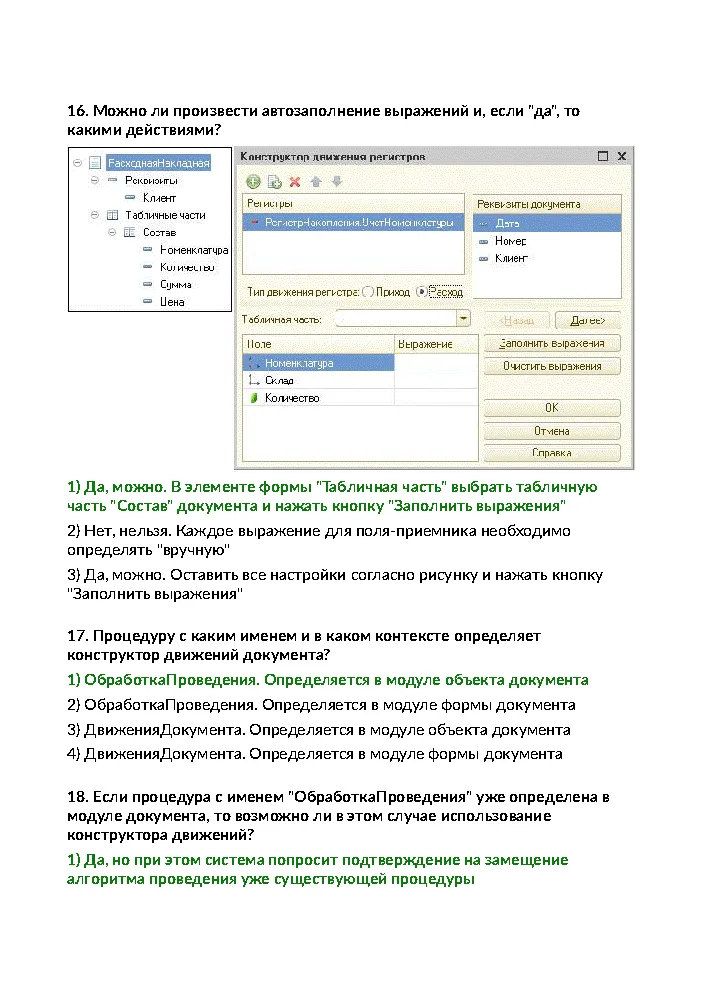 16. Можно ли произвести автозаполнение выражений и, если "да", то
какими действиями?
РасходнаяНакладная
Реквизиты
Клиент
Табличные части
Состав
Номенклатура
Количество
Сумма
Цена
Конструктор движения регистров
Регистры
РегистрНакопления.УчетНоменклатуры
Реквизиты документа
Дата
Номер
Клиент
Тип движения регистра: Приход Расход
Табличная часть:
<Назад Далее>
Поле Выражение
Заполнить выражения
Номенклатура
Очистить выражения
Склад
Количество
ОК
Отмена
Справка
1) Да, можно. В элементе формы "Табличная часть" выбрать табличную
часть "Состав" документа и нажать кнопку "Заполнить выражения"
2) Нет, нельзя. Каждое выражение для поля-приемника необходимо
определять "вручную"
3) Да, можно. Оставить все настройки согласно рисунку и нажать кнопку
"Заполнить выражения"
17. Процедуру с каким именем и в каком контексте определяет
конструктор движений документа?
1) ОбработкаПроведения. Определяется в модуле объекта документа
2) ОбработкаПроведения. Определяется в модуле формы документа
3) ДвиженияДокумента. Определяется в модуле объекта документа
4) ДвиженияДокумента. Определяется в модуле формы документа
18. Если процедура с именем "ОбработкаПроведения" уже определена в
модуле документа, то возможно ли в этом случае использование
конструктора движений?
1) Да, но при этом система попросит подтверждение на замещение
алгоритма проведения уже существующей процедуры